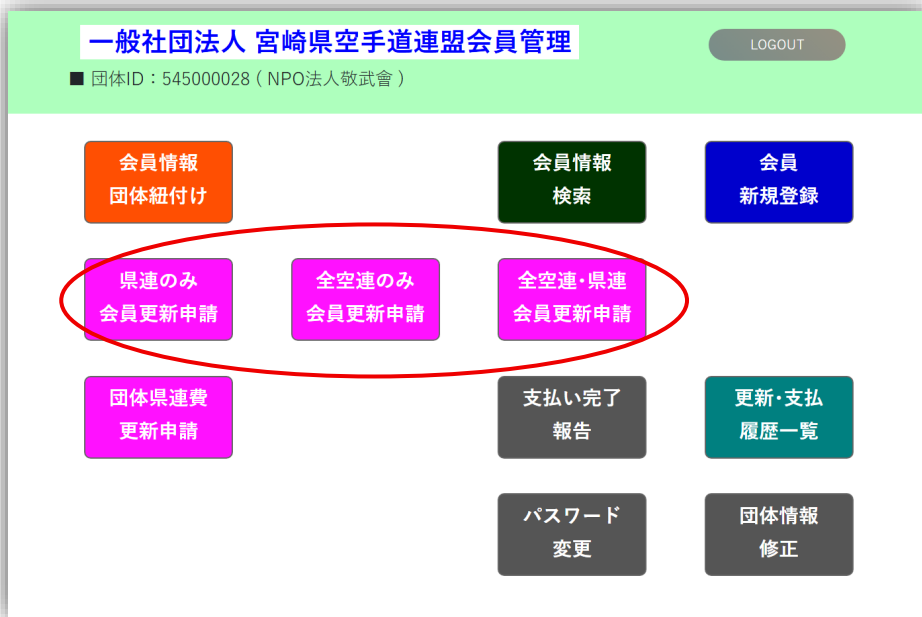 一般社団法人 宮崎県空手道連盟会員管理
LOGOUT
■ 団体ID：545000028 ( NPO法人敬武會 )
会員情報
団体紐付け
会員情報
検索
会員
新規登録
県連のみ
会員更新申請
全空連のみ
会員更新申請
全空連・県連
会員更新申請
団体県連費
更新申請
支払い完了
報告
更新・支払
履歴一覧
パスワード
変更
団体情報
修正